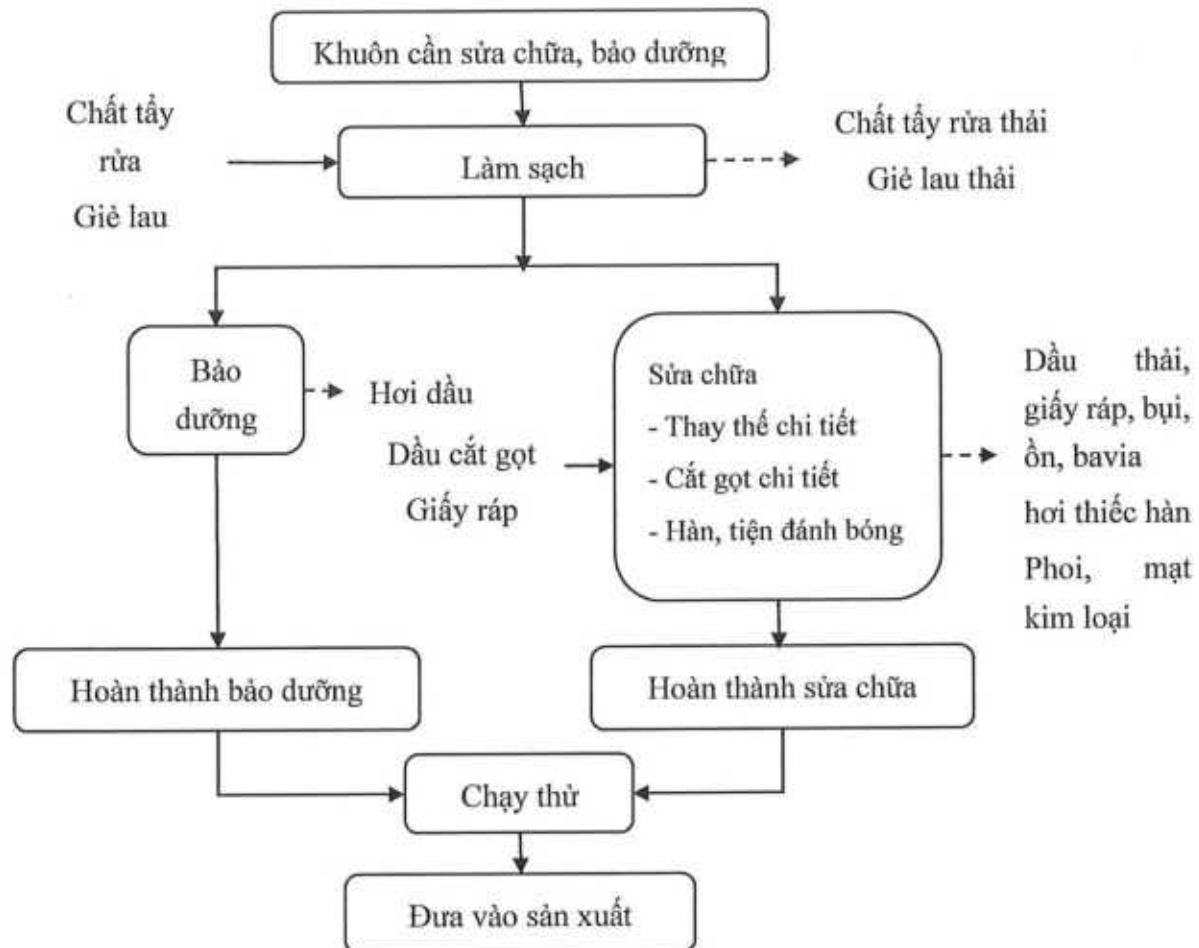 Khuôn cần sửa chữa, bảo dưỡng
Chất tẩy
rửa
Giẻ lau
Làm sạch
Chất tẩy rửa thải
Giẻ lau thải
Bảo
dưỡng
Hơi dầu
Dầu cắt gọt
Giấy ráp
Sửa chữa
- Thay thế chi tiết
- Cắt gọt chi tiết
- Hàn, tiện đánh bóng
Dầu thải,
giấy ráp, bụi,
ồn, bavia
hơi thiếc hàn
Phoi, mạt
kim loại
Hoàn thành bảo dưỡng
Hoàn thành sửa chữa
Chạy thử
Đưa vào sản xuất